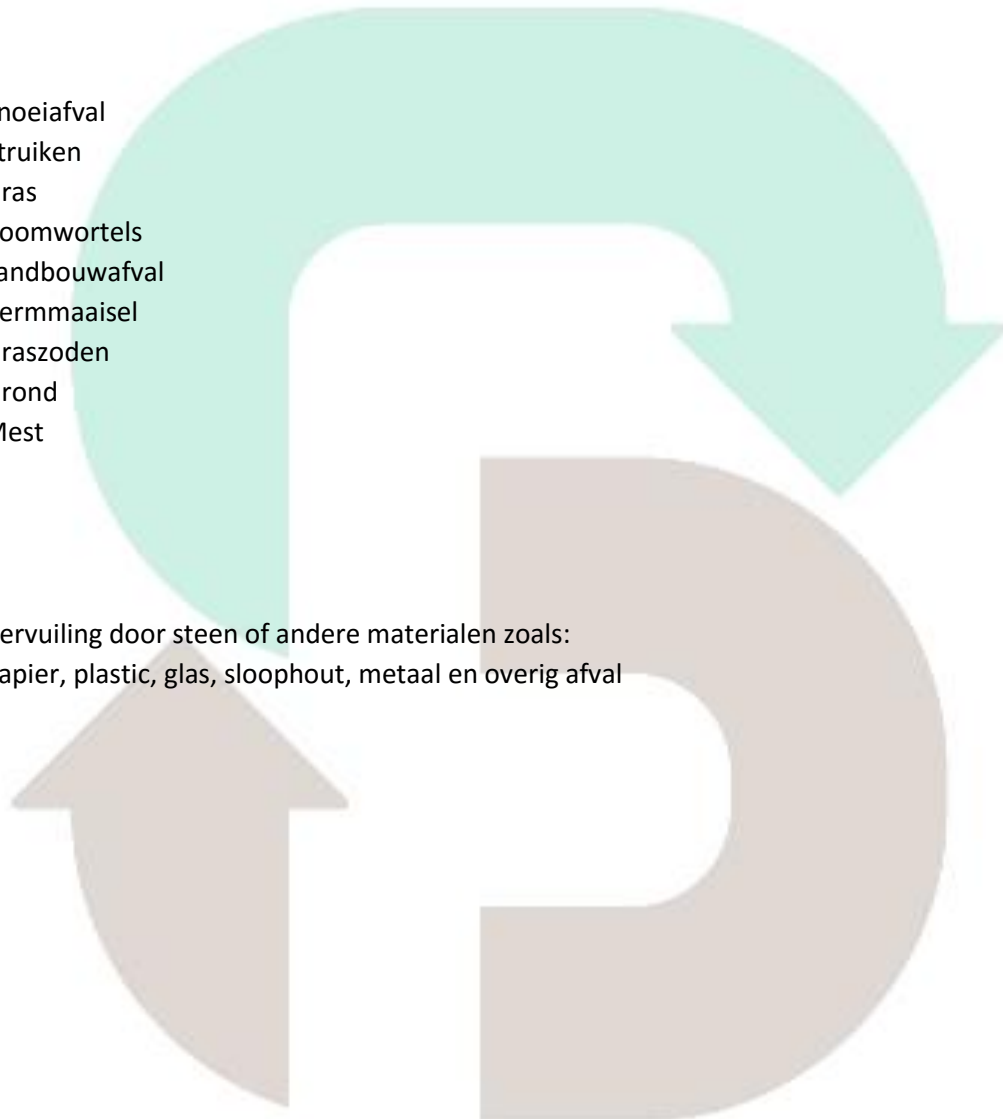 noeiafval
truiken
ras
oomwortels
andbouwafval
ermmaaisel
raszoden
rond
Mest
ervuiling door steen of andere materialen zoals:
apier, plastic, glas, sloophout, metaal en overig afval